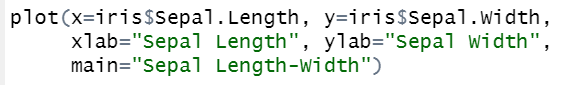 plot(x=iris$Sepal.Length, y=iris$Sepal.Width,
     xlab="Sepal Length", ylab="Sepal Width",
     main="Sepal Length-Width")